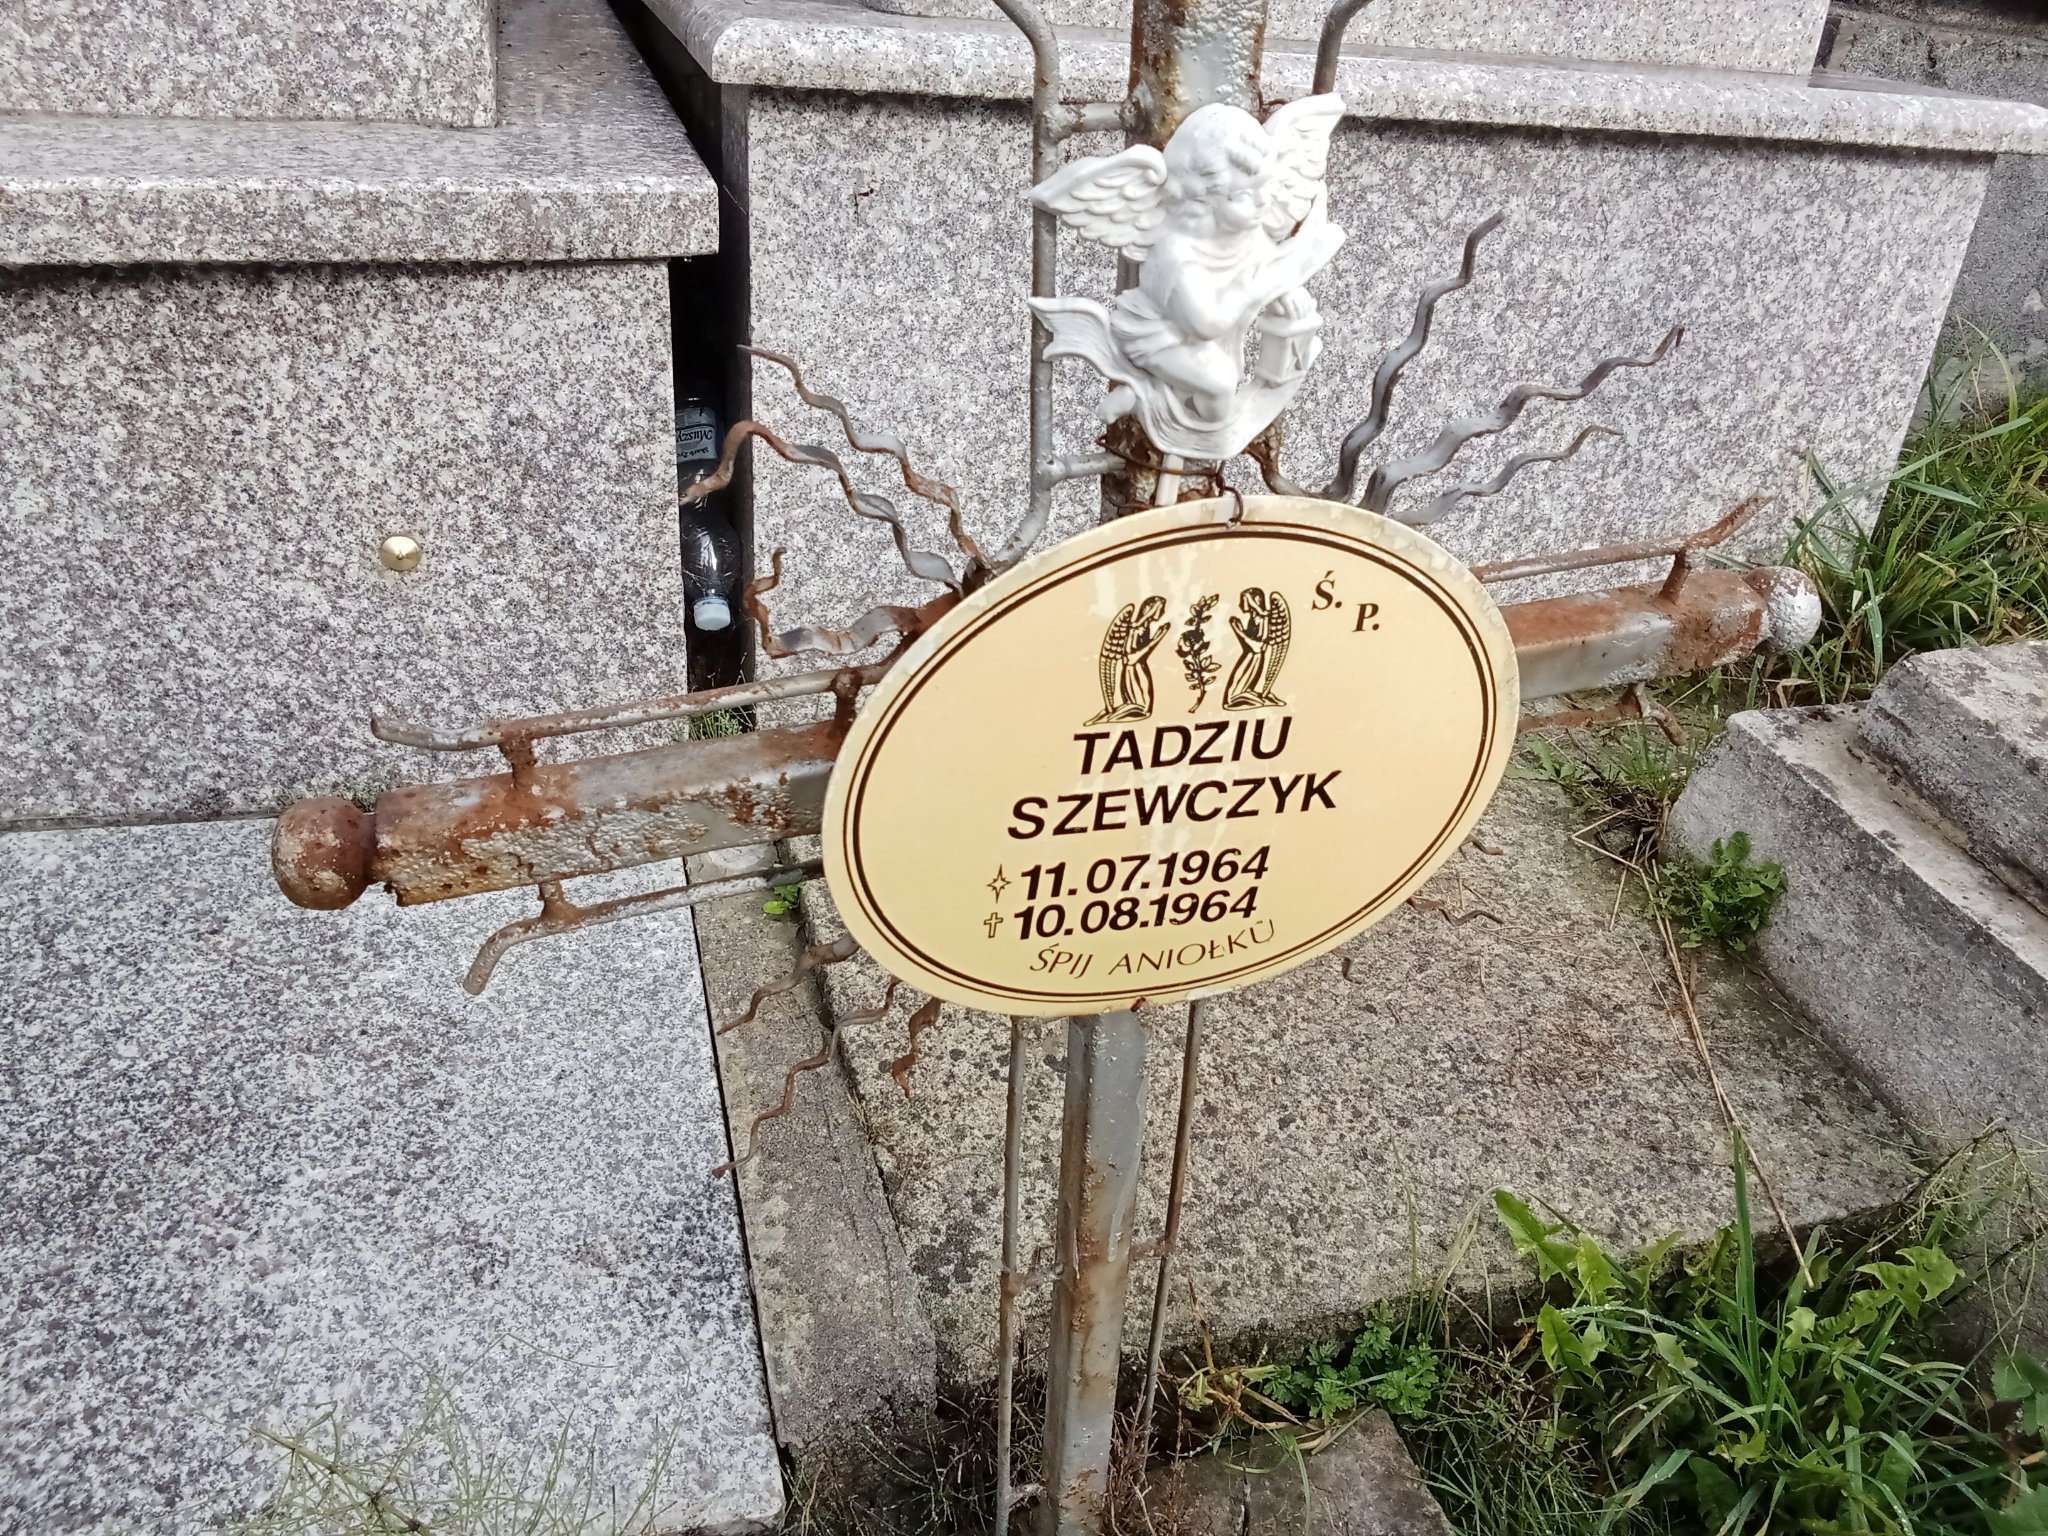 Ś. P.
TADZIU
SZEWCZYK
11.07.1964
10.08.1964
ŚPIJ ANIOŁKU